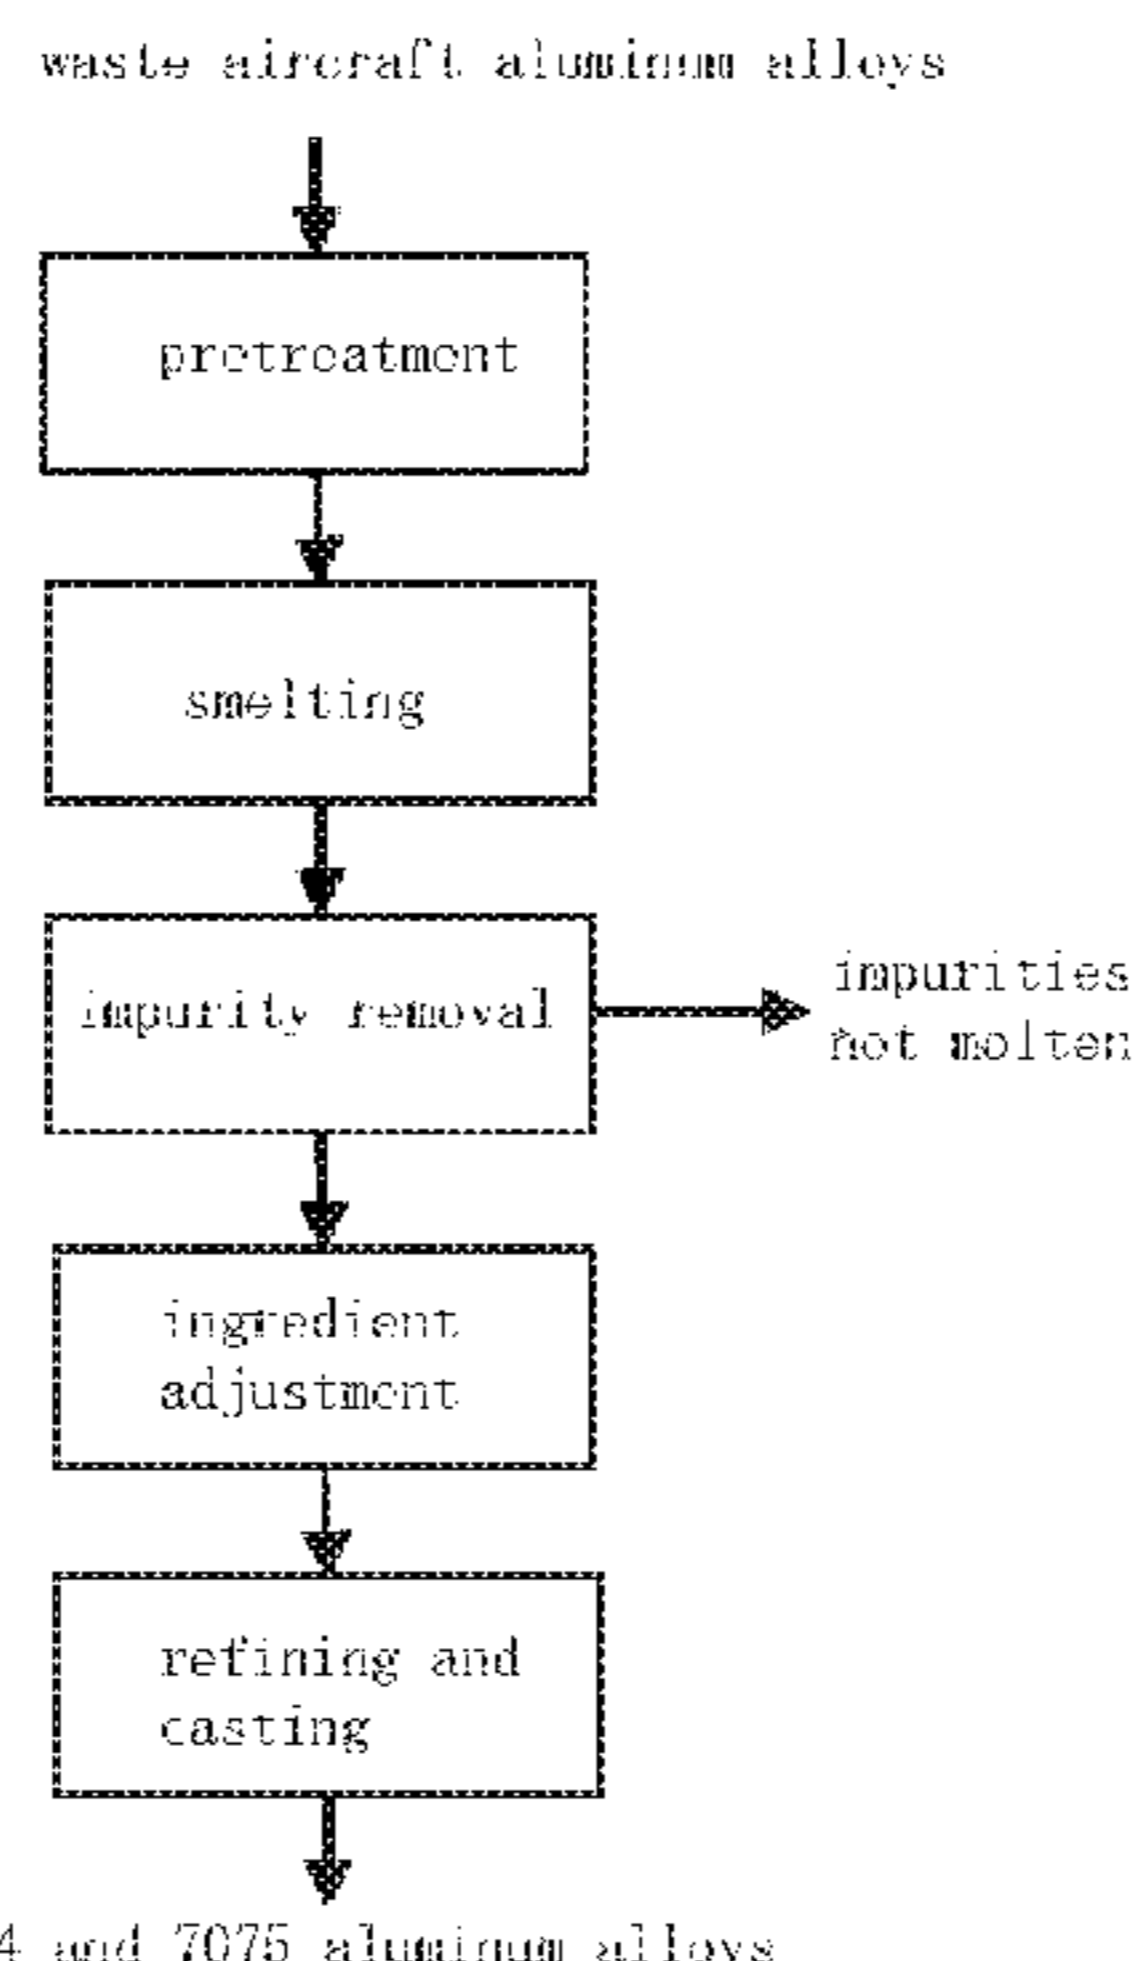 waste aircraft aluminum alloys
pretreatment
smelting
impurity removal
impurities
not molten
ingredient
adjustment
refining and
casting
4 and 7075 aluminum alloys